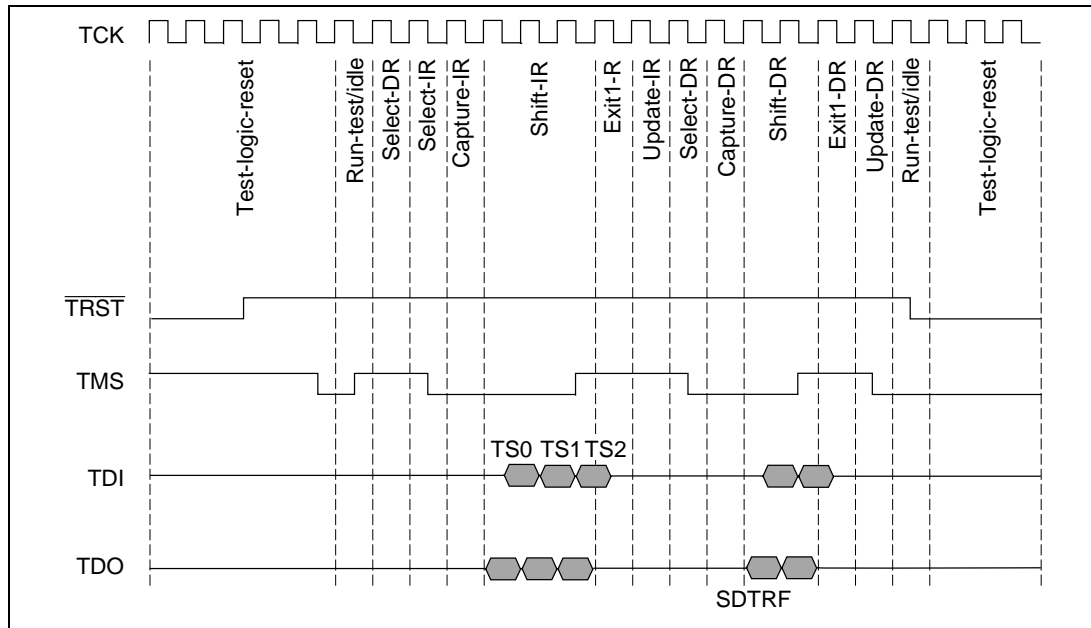 TCK
Test-logic-reset
Run-test/idle
Select-DR
Select-IR
Capture-IR
Shift-IR
Exit1-R
Update-IR
Select-DR
Capture-DR
Shift-DR
Exit1-DR
Update-DR
Run-test/idle
Test-logic-reset
TRST
TMS
TS0 TS1 TS2
TDI
TDO
SDTRF